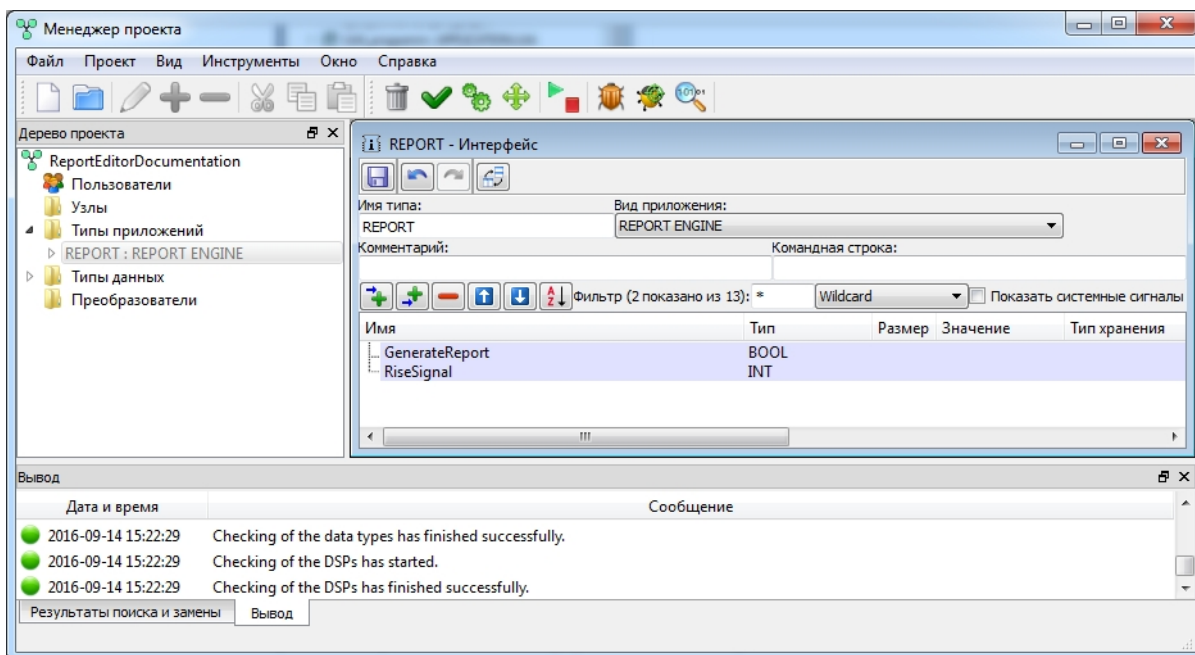 Менеджер проекта
Файл Проект Вид Инструменты Окно Справка
Дерево проекта
ReportEditorDocumentation
Пользователи
Узлы
Типы приложений
REPORT : REPORT ENGINE
Типы данных
Преобразователи
REPORT - Интерфейс
Имя типа: Вид приложения:
REPORT REPORT ENGINE
Комментарий: Командная строка:
Фильтр (2 показано из 13): * Wildcard Показать системные сигналы
Имя Тип Размер Значение Тип хранения
GenerateReport BOOL
RiseSignal INT
Вывод
Дата и время Сообщение
2016-09-14 15:22:29 Checking of the data types has finished successfully.
2016-09-14 15:22:29 Checking of the DSPs has started.
2016-09-14 15:22:29 Checking of the DSPs has finished successfully.
Результаты поиска и замены Вывод